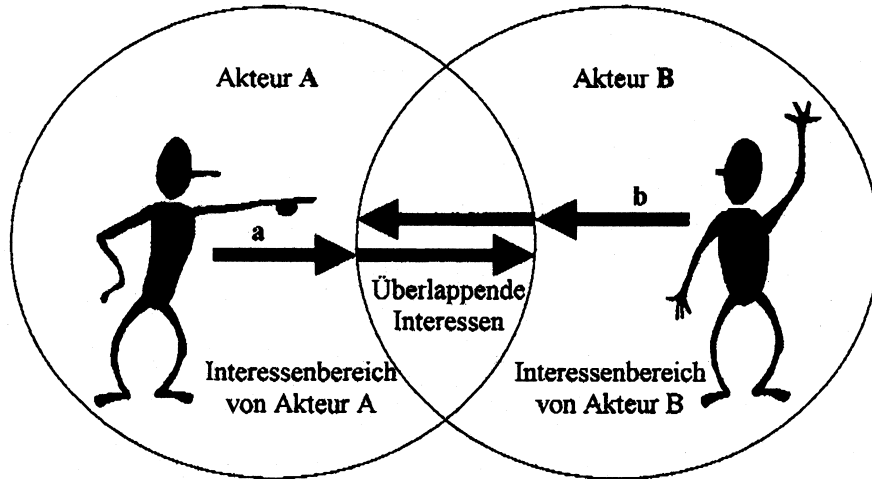 Akteur A
Akteur B
b
a
Überlappende
Interessen
Interessenbereich
von Akteur A
Interessenbereich
von Akteur B